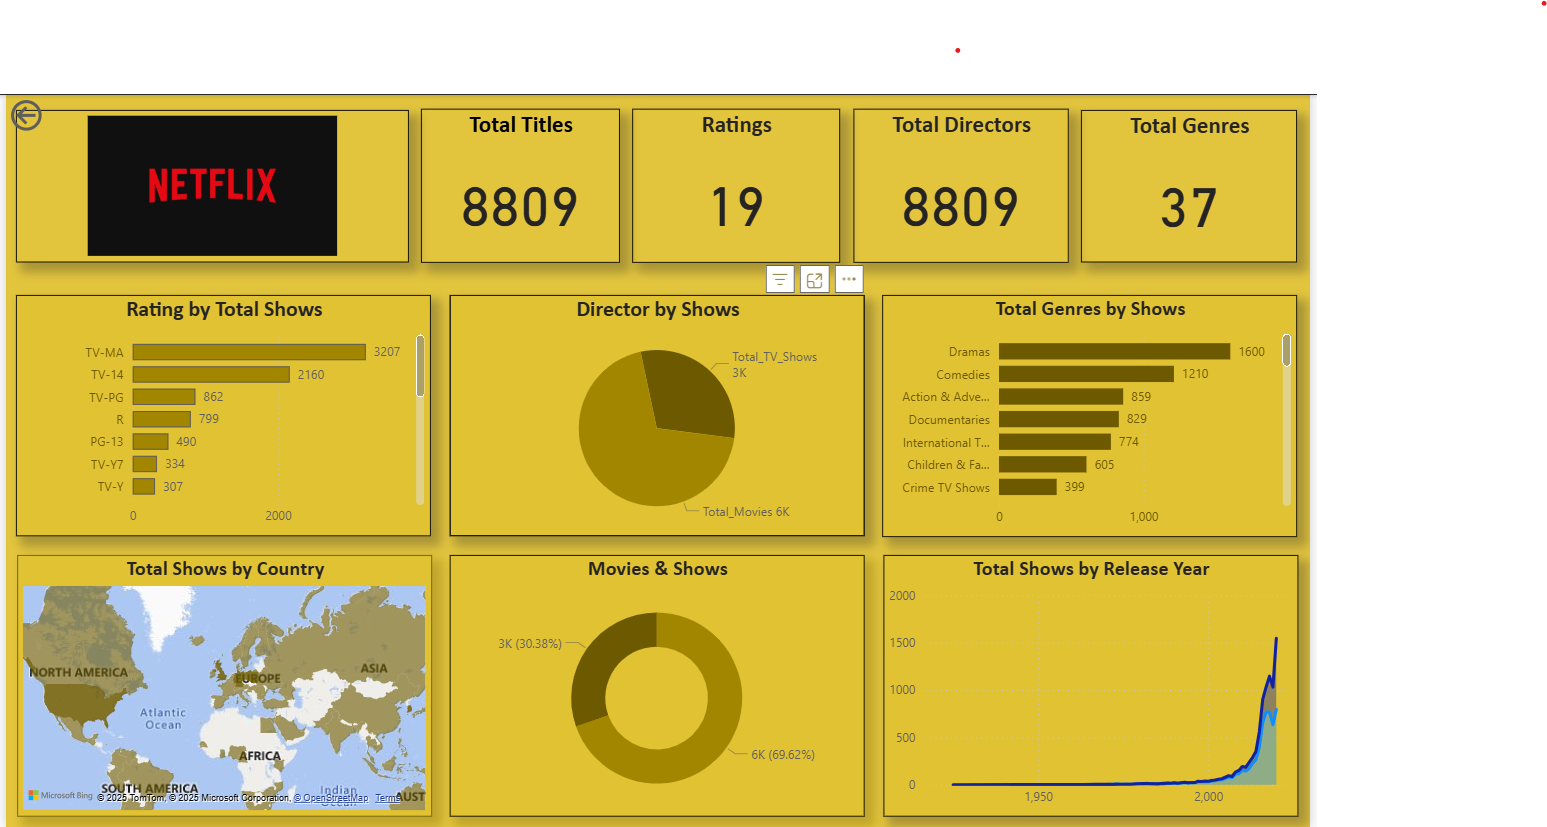 NETFLIX
Total Titles
8809
Ratings
19
Total Directors
8809
Total Genres
37
Rating by Total Shows
TV-MA 3207
TV-14 2160
TV-PG 862
R 799
PG-13 490
TV-Y7 334
TV-Y 307
0 2000
Director by Shows
Total_TV_Shows
3K
Total_Movies 6K
Total Genres by Shows
Dramas 1600
Comedies 1210
Action & Adve... 859
Documentaries 829
International T... 774
Children & Fa... 605
Crime TV Shows 399
0 1,000
Total Shows by Country
NORTH AMERICA
EUROPE
ASIA
Atlantic
Ocean
AFRICA
SOUTH AMERICA
Indian
Ocean
AUST
Microsoft Bing
© 2025 TomTom, © 2025 Microsoft Corporation, © OpenStreetMap Terms
Movies & Shows
3K (30.38%)
6K (69.62%)
Total Shows by Release Year
2000
1500
1000
500
0
1,950 2,000